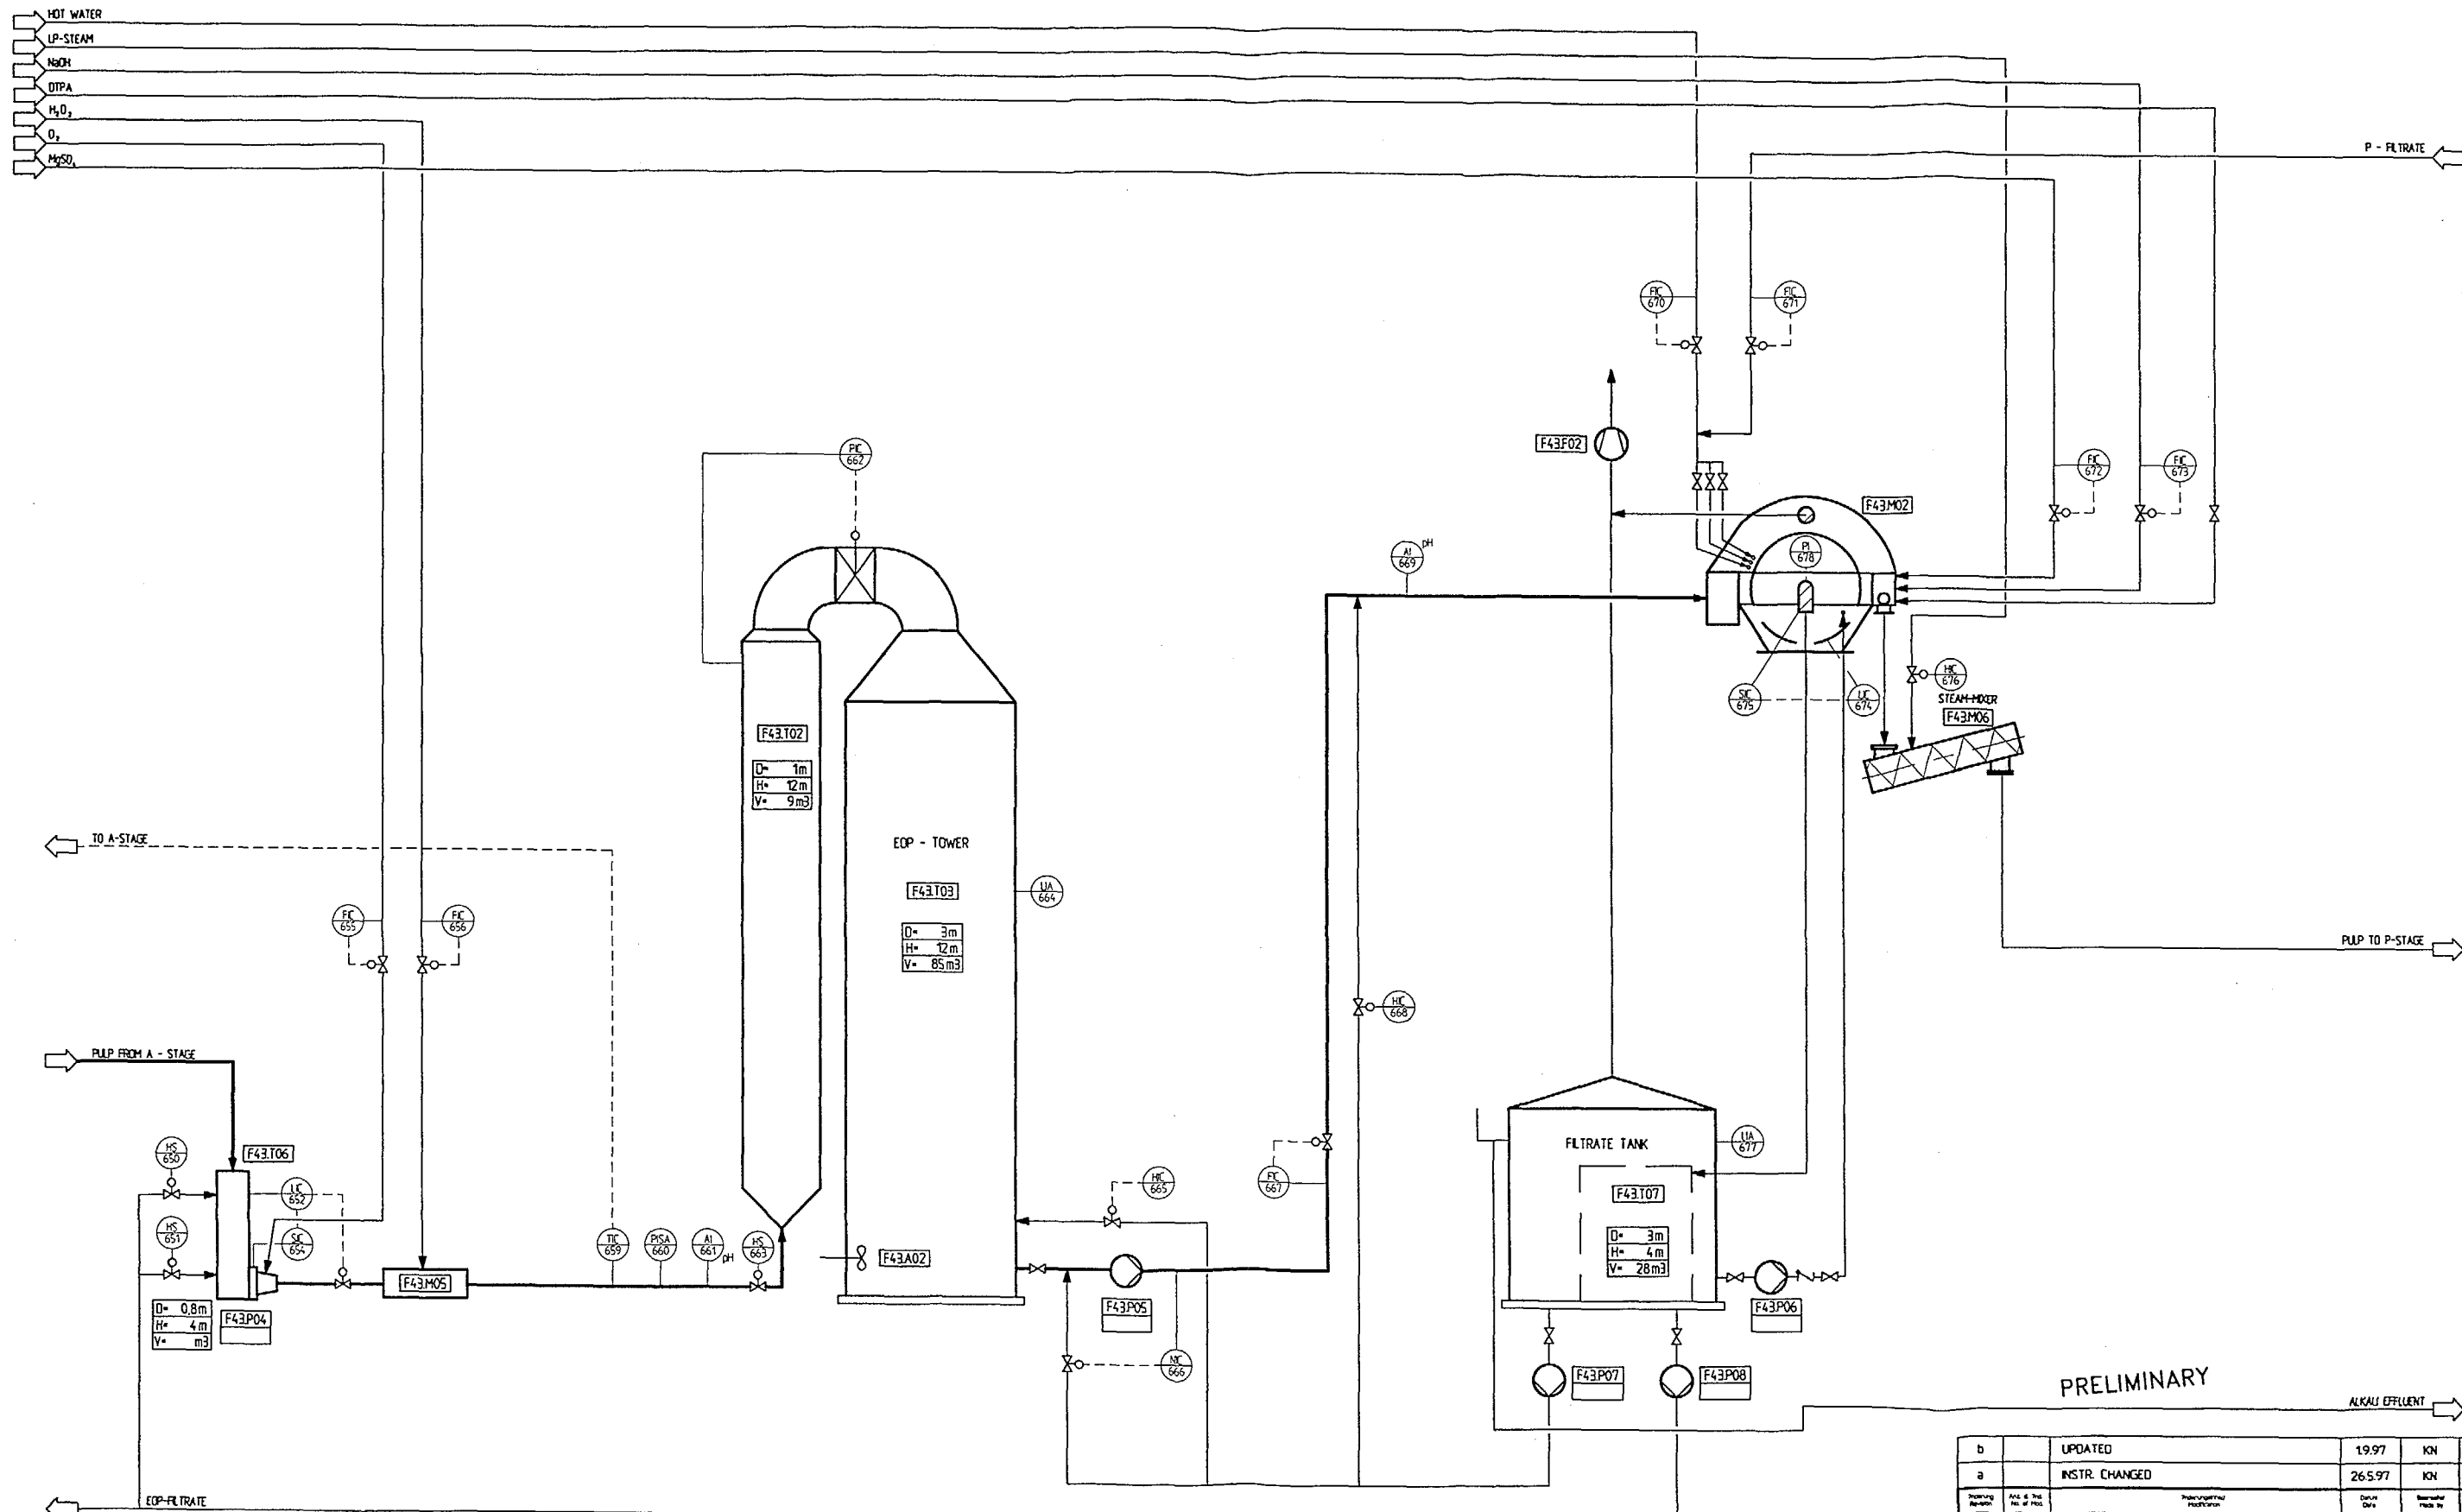 HOT WATER
LP-STEAM
NaOH
DTPA
H₂O₂
O₂
MgSO₄
P - FILTRATE
FIC
670
FIC
671
PIC
662
F43.F02
FIC
672
FIC
673
F43.M02
AI
669
pH
PI
678
SIC
675
LIC
674
HIC
676
STEAM-MIXER
F43.M06
F43.T02
D= 1m
H= 12m
V= 9m3
TO A-STAGE
EOP - TOWER
F43.T03
LIA
664
D= 3m
H= 12m
V= 85m3
FIC
655
FIC
656
PULP TO P-STAGE
HIC
668
PULP FROM A - STAGE
HS
650
F43.T06
LIC
652
HS
651
SIC
654
F43.M05
D= 0,8m
H= 4m
V= m3
F43.P04
TIC
659
PISA
660
AI
661
pH
HS
663
F43.A02
HIC
665
FIC
667
F43.P05
NIC
666
FILTRATE TANK
LIA
677
F43.T07
D= 3m
H= 4m
V= 28m3
F43.P06
F43.P07
F43.P08
PRELIMINARY
ALKALI EFFLUENT
b UPDATED 1.9.97 KN
a INSTR. CHANGED 26.5.97 KN
EOP-FILTRATE